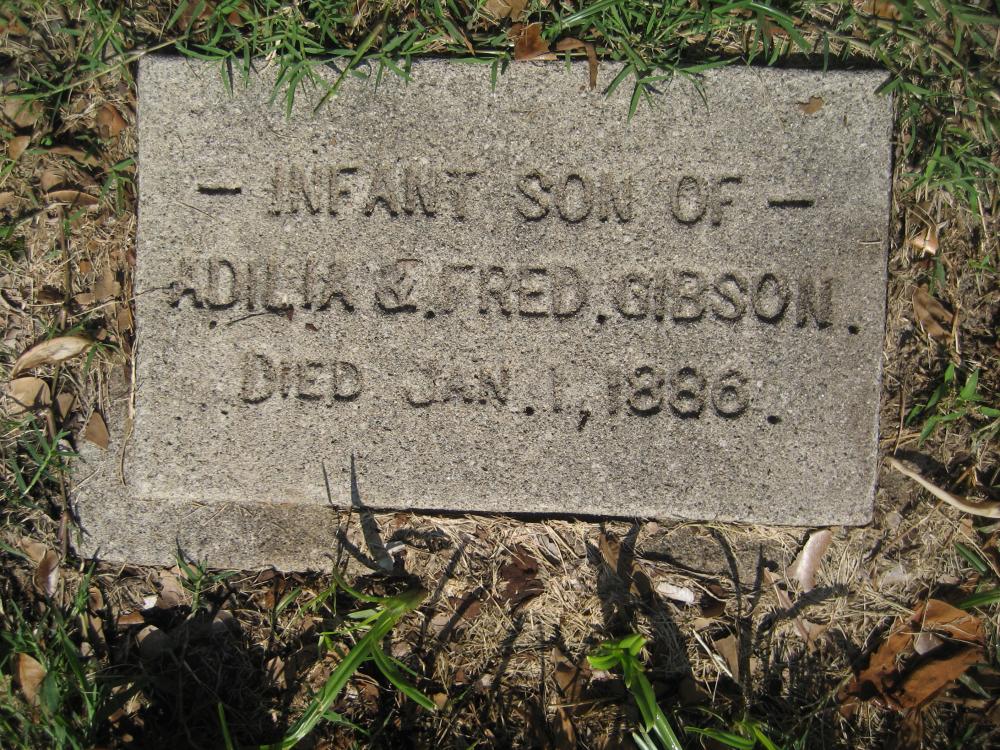 — INFANT SON OF —
ADILIA & FRED. GIBSON.
DIED JAN. 1, 1886.